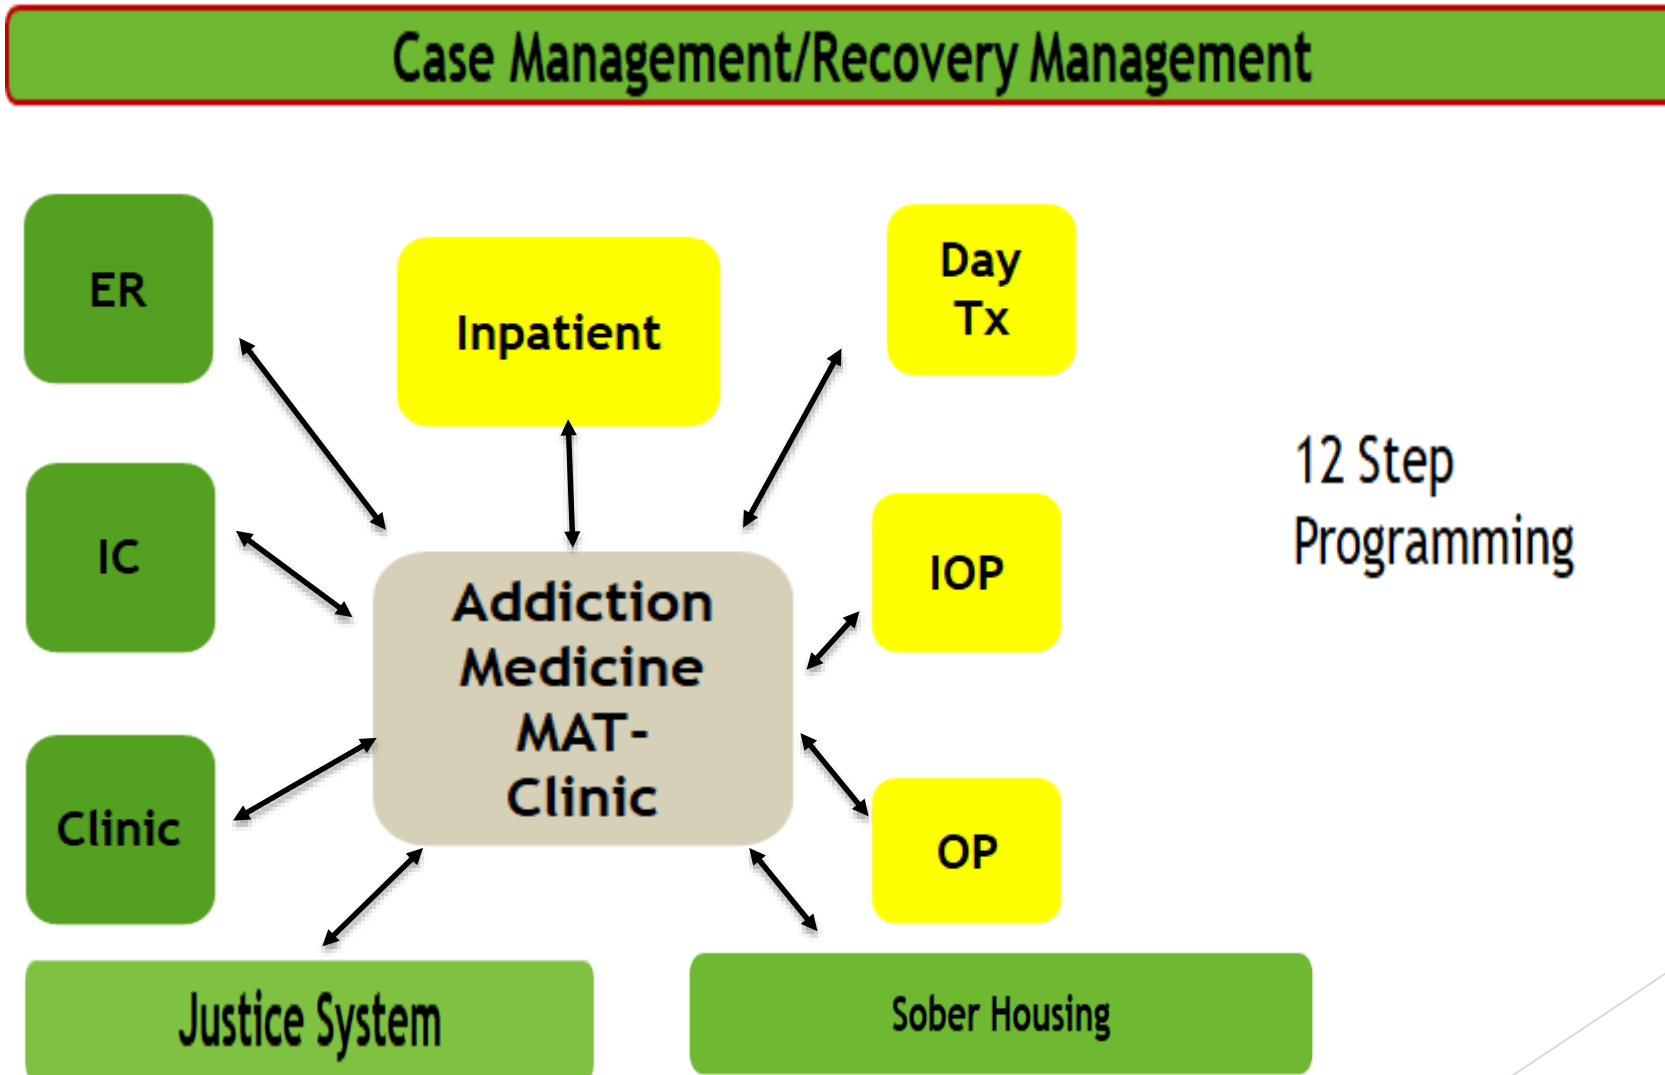 Case Management/Recovery Management
ER
Inpatient
Day
Tx
12 Step
Programming
IC
IOP
Addiction
Medicine
MAT-
Clinic
Clinic
OP
Justice System
Sober Housing